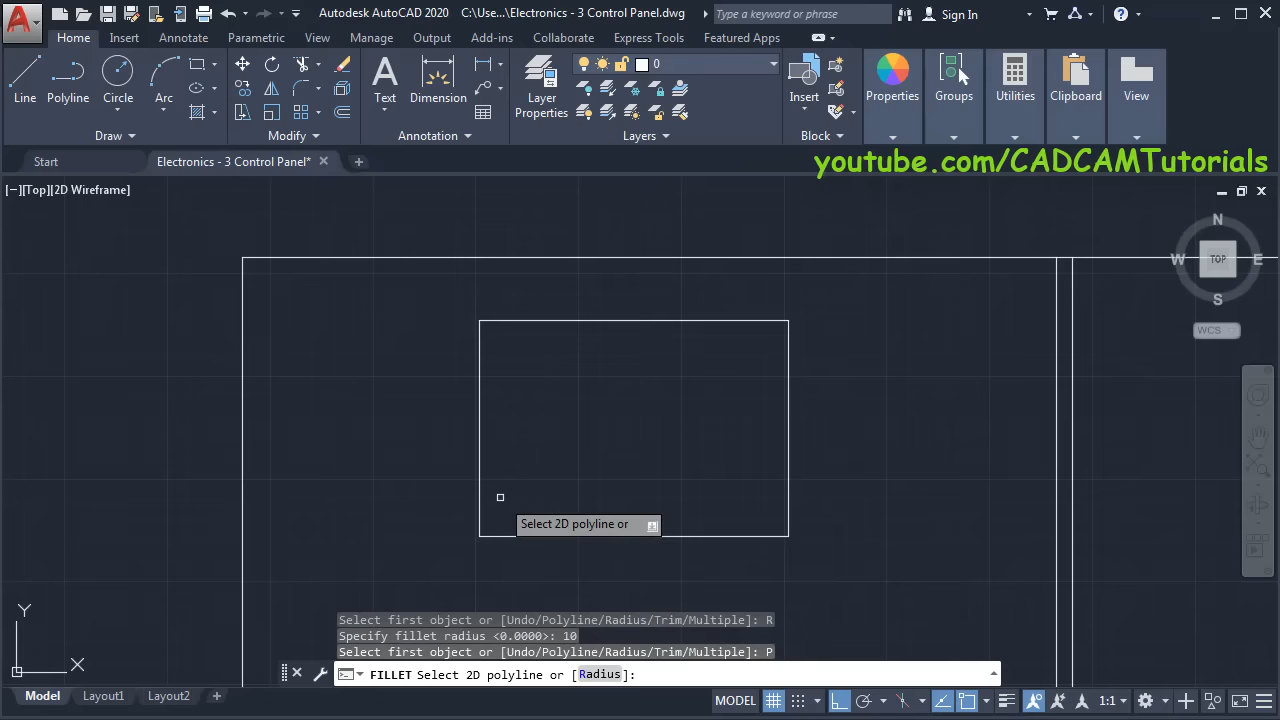 A Autodesk AutoCAD 2020 C:\Use...\Electronics - 3 Control Panel.dwg Type a keyword or phrase Sign In ?
Home Insert Annotate Parametric View Manage Output Add-ins Collaborate Express Tools Featured Apps
Line Polyline Circle Arc
Draw
Modify
A Text Dimension
Annotation
Layer Properties
0
Layers
Insert
Block
Properties Groups Utilities Clipboard View
Start Electronics - 3 Control Panel*
youtube.com/CADCAMTutorials
[−][Top][2D Wireframe]
N
W TOP E
S
WCS
Select 2D polyline or
Y
X
Select first object or [Undo/Polyline/Radius/Trim/Multiple]: R
Specify fillet radius <0.0000>: 10
Select first object or [Undo/Polyline/Radius/Trim/Multiple]: P
FILLET Select 2D polyline or [Radius]:
Model Layout1 Layout2 MODEL 1:1